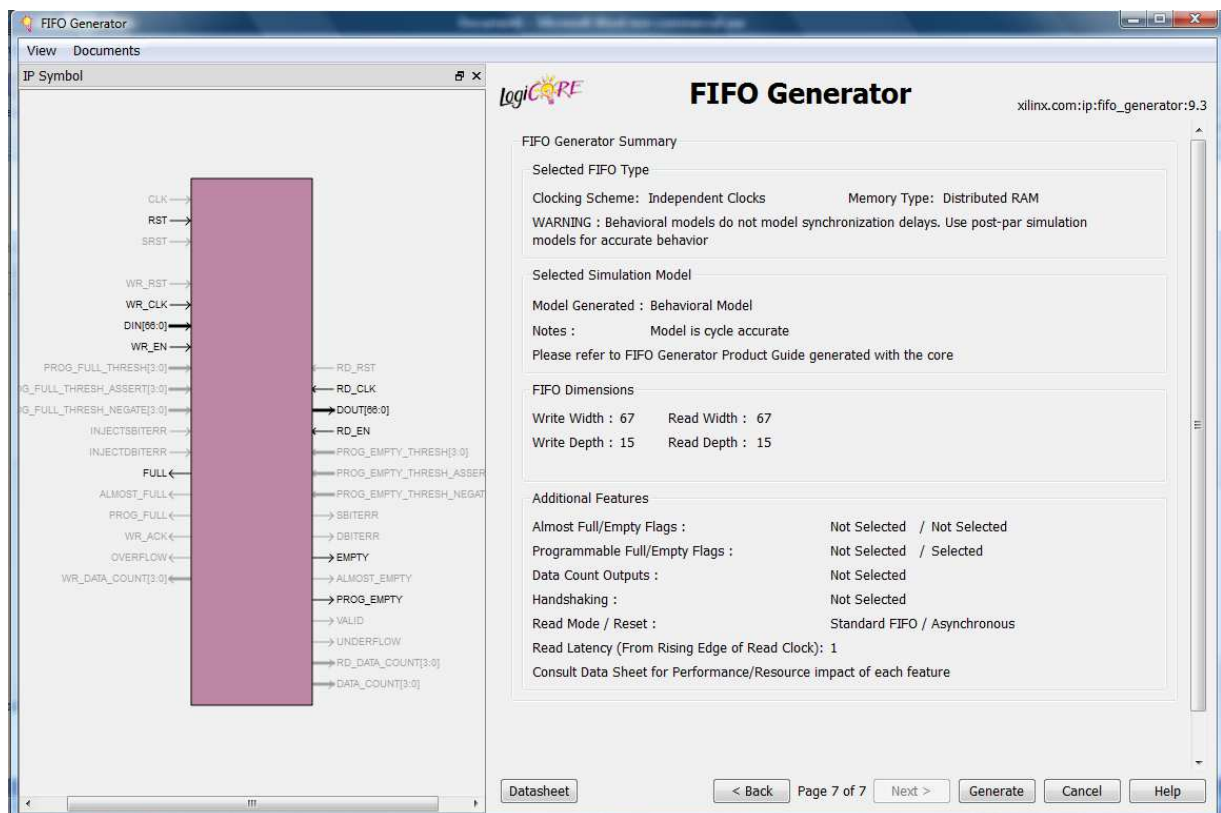 FIFO Generator
View Documents
IP Symbol
CLK
RST
SRST
WR_RST
WR_CLK
DIN[66:0]
WR_EN
PROG_FULL_THRESH[3:0]
G_FULL_THRESH_ASSERT[3:0]
G_FULL_THRESH_NEGATE[3:0]
INJECTSBITERR
INJECTDBITERR
FULL
ALMOST_FULL
PROG_FULL
WR_ACK
OVERFLOW
WR_DATA_COUNT[3:0]
RD_RST
RD_CLK
DOUT[66:0]
RD_EN
PROG_EMPTY_THRESH[3:0]
PROG_EMPTY_THRESH_ASSER
PROG_EMPTY_THRESH_NEGAT
SBITERR
DBITERR
EMPTY
ALMOST_EMPTY
PROG_EMPTY
VALID
UNDERFLOW
RD_DATA_COUNT[3:0]
DATA_COUNT[3:0]
LogiCORE
FIFO Generator
xilinx.com:ip:fifo_generator:9.3
FIFO Generator Summary
Selected FIFO Type
Clocking Scheme: Independent Clocks Memory Type: Distributed RAM
WARNING : Behavioral models do not model synchronization delays. Use post-par simulation
models for accurate behavior
Selected Simulation Model
Model Generated : Behavioral Model
Notes : Model is cycle accurate
Please refer to FIFO Generator Product Guide generated with the core
FIFO Dimensions
Write Width : 67 Read Width : 67
Write Depth : 15 Read Depth : 15
Additional Features
Almost Full/Empty Flags : Not Selected / Not Selected
Programmable Full/Empty Flags : Not Selected / Selected
Data Count Outputs : Not Selected
Handshaking : Not Selected
Read Mode / Reset : Standard FIFO / Asynchronous
Read Latency (From Rising Edge of Read Clock): 1
Consult Data Sheet for Performance/Resource impact of each feature
Datasheet < Back Page 7 of 7 Next > Generate Cancel Help